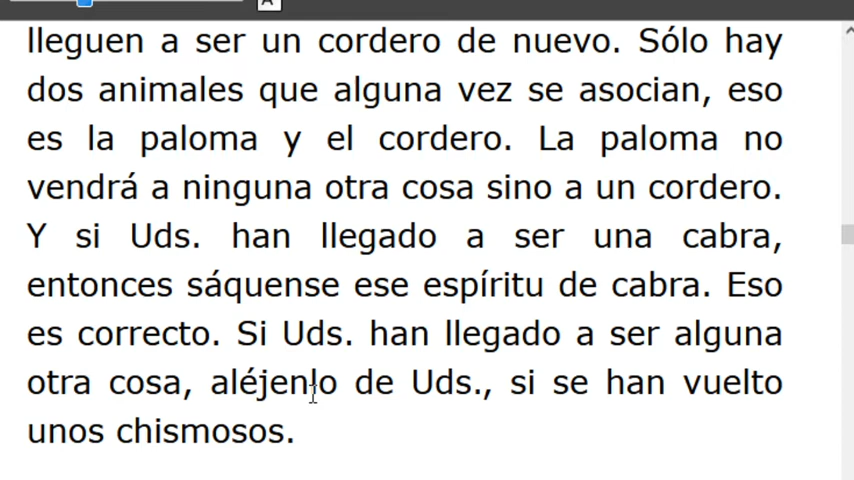 A
lleguen a ser un cordero de nuevo. Sólo hay
dos animales que alguna vez se asocian, eso
es la paloma y el cordero. La paloma no
vendrá a ninguna otra cosa sino a un cordero.
Y si Uds. han llegado a ser una cabra,
entonces sáquense ese espíritu de cabra. Eso
es correcto. Si Uds. han llegado a ser alguna
otra cosa, aléjenlo de Uds., si se han vuelto
unos chismosos.